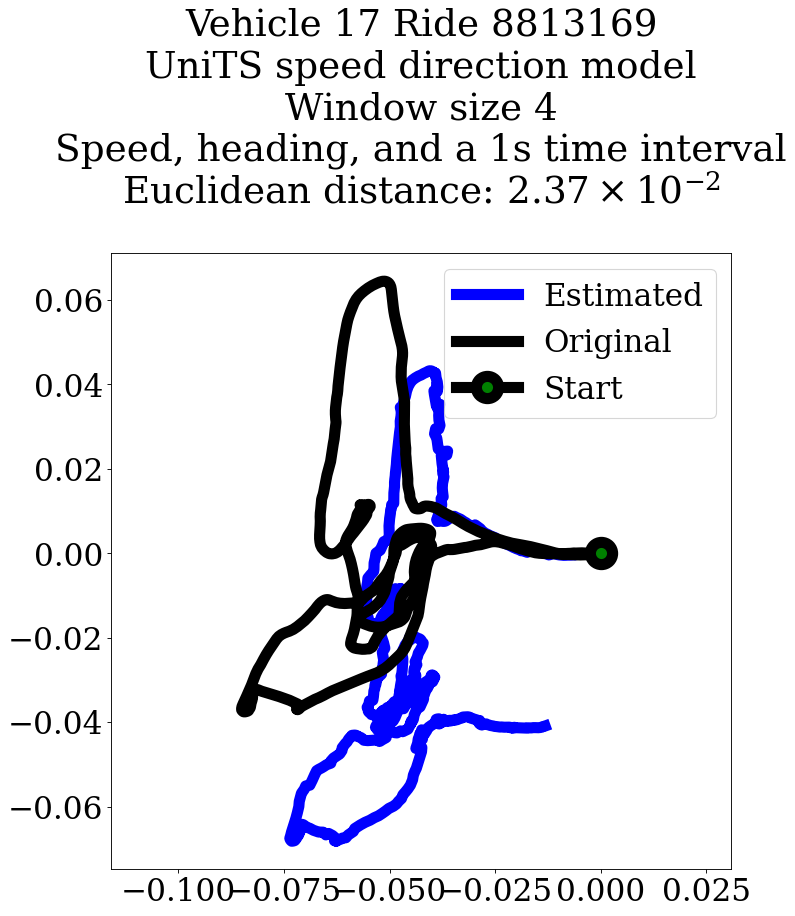 Vehicle 17 Ride 8813169
UniTS speed direction model
Window size 4
Speed, heading, and a 1s time interval
Euclidean distance: 2.37 × 10⁻²
Estimated
Original
Start
0.06
0.04
0.02
0.00
−0.02
−0.04
−0.06
−0.100 −0.075 −0.050 −0.025 0.000 0.025